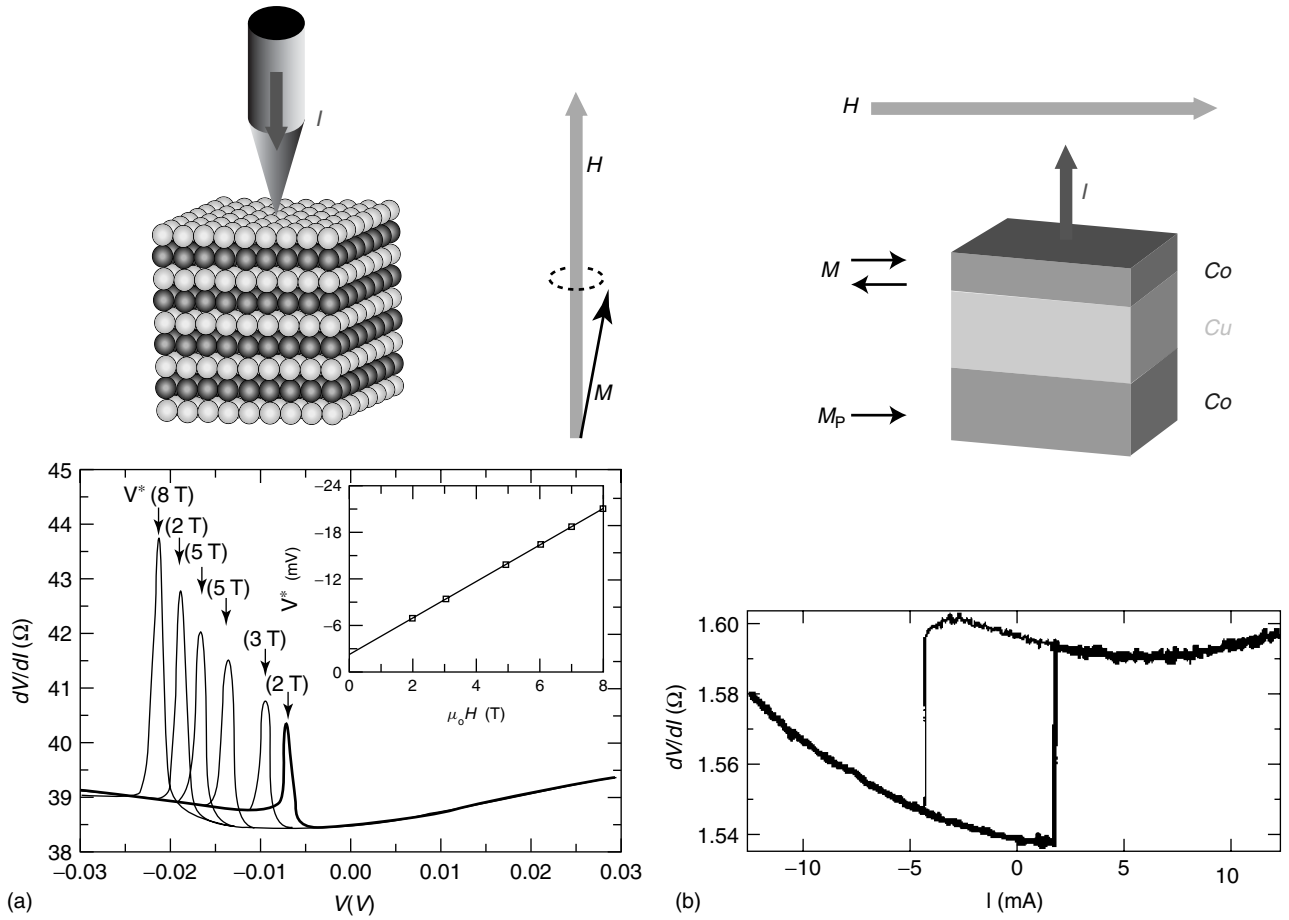 I
H
M
H
I
M
Co
Cu
M_P
Co
45
44
43
42
41
40
39
38
dV/dI (Ω)
V* (8 T)
(2 T)
(5 T)
(5 T)
(3 T)
(2 T)
−24
−18
−12
−6
0
V* (mV)
0 2 4 6 8
μ₀H (T)
−0.03 −0.02 −0.01 0.00 0.01 0.02 0.03
V(V)
(a)
1.60
1.58
1.56
1.54
dV/dI (Ω)
−10 −5 0 5 10
I (mA)
(b)